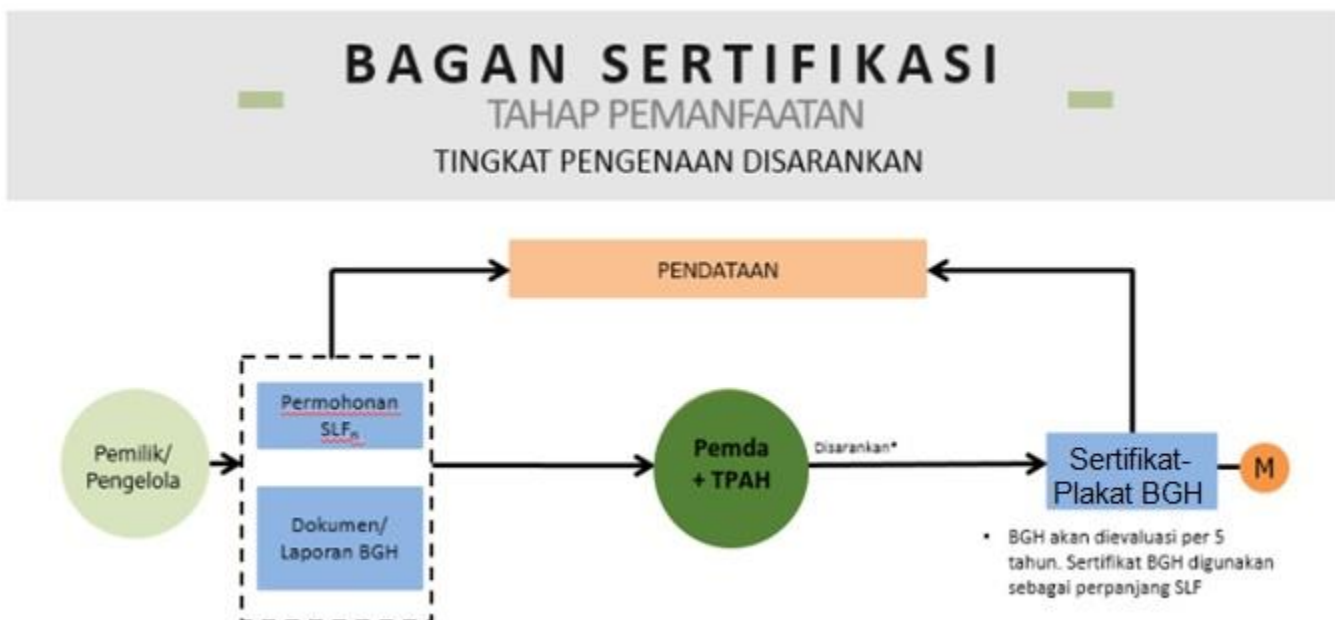 BAGAN SERTIFIKASI
TAHAP PEMANFAATAN
TINGKAT PENGENAAN DISARANKAN
PENDATAAN
Pemilik/
Pengelola
Permohonan
SLFn
Dokumen/
Laporan BGH
Pemda
+ TPAH
Disarankan*
Sertifikat-
Plakat BGH
M
• BGH akan dievaluasi per 5
tahun. Sertifikat BGH digunakan
sebagai perpanjang SLF